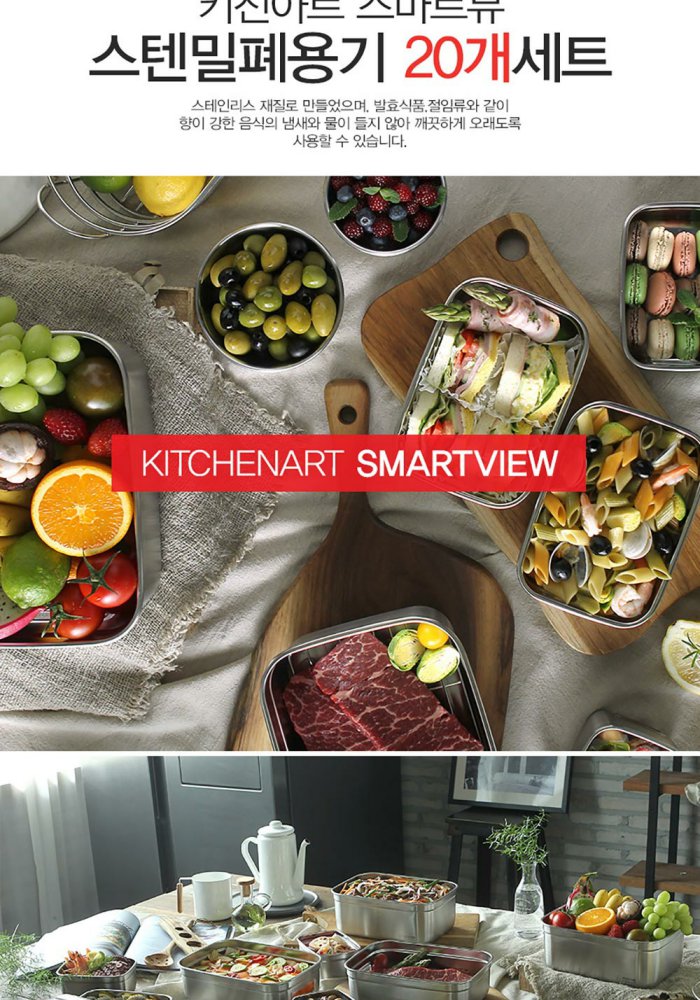 키친아트 스마트뷰
스텐밀폐용기 20개세트
스테인리스 재질로 만들었으며, 발효식품,절임류와 같이
향이 강한 음식의 냄새와 물이 들지 않아 깨끗하게 오래도록
사용할 수 있습니다.
KITCHENART SMARTVIEW